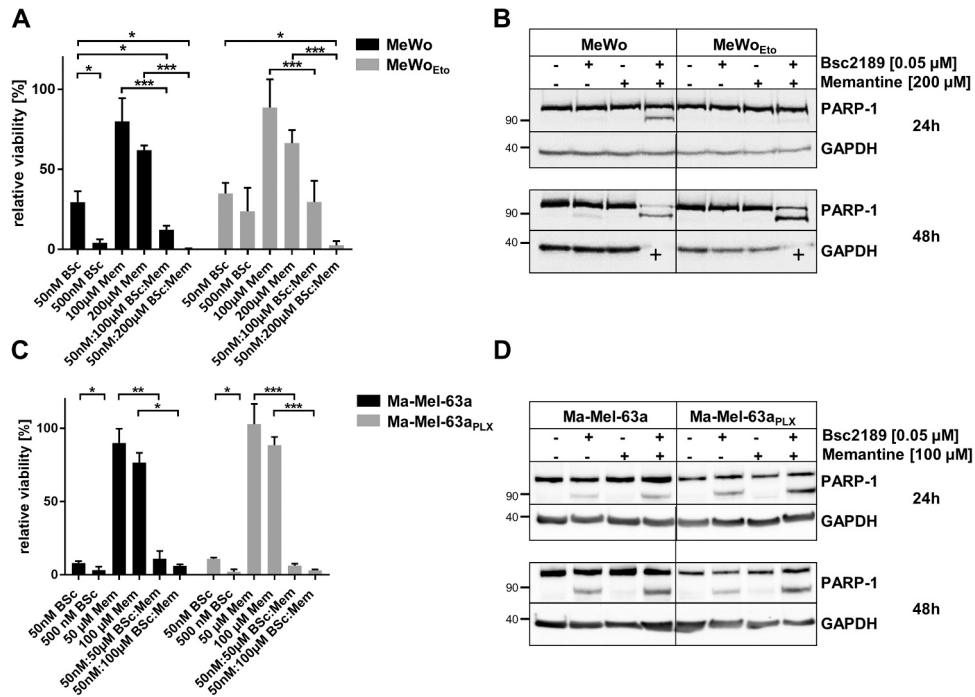 A
relative viability [%]
100
50
0
* 
*
*
***
***
*
***
***
MeWo
MeWoEto
50nM BSc
500nM BSc
100µM Mem
200µM Mem
50nM:100µM BSc:Mem
50nM:200µM BSc:Mem
50nM BSc
500nM BSc
100µM Mem
200µM Mem
50nM:100µM BSc:Mem
50nM:200µM BSc:Mem
B
MeWo MeWoEto
- + - + - + - + Bsc2189 [0.05 µM]
- - + + - - + + Memantine [200 µM]
90
PARP-1
24h
40
GAPDH
90
PARP-1
48h
40
+ +
GAPDH
C
relative viability [%]
100
50
0
*
**
*
*
***
***
Ma-Mel-63a
Ma-Mel-63aPLX
50nM BSc
500 nM BSc
50 µM Mem
100 µM Mem
50nM:50µM BSc:Mem
50nM:100µM BSc:Mem
50nM BSc
500 nM BSc
50 µM Mem
100 µM Mem
50nM:50µM BSc:Mem
50nM:100µM BSc:Mem
D
Ma-Mel-63a Ma-Mel-63aPLX
- + - + - + - + Bsc2189 [0.05 µM]
- - + + - - + + Memantine [100 µM]
90
PARP-1
24h
40
GAPDH
90
PARP-1
48h
40
GAPDH